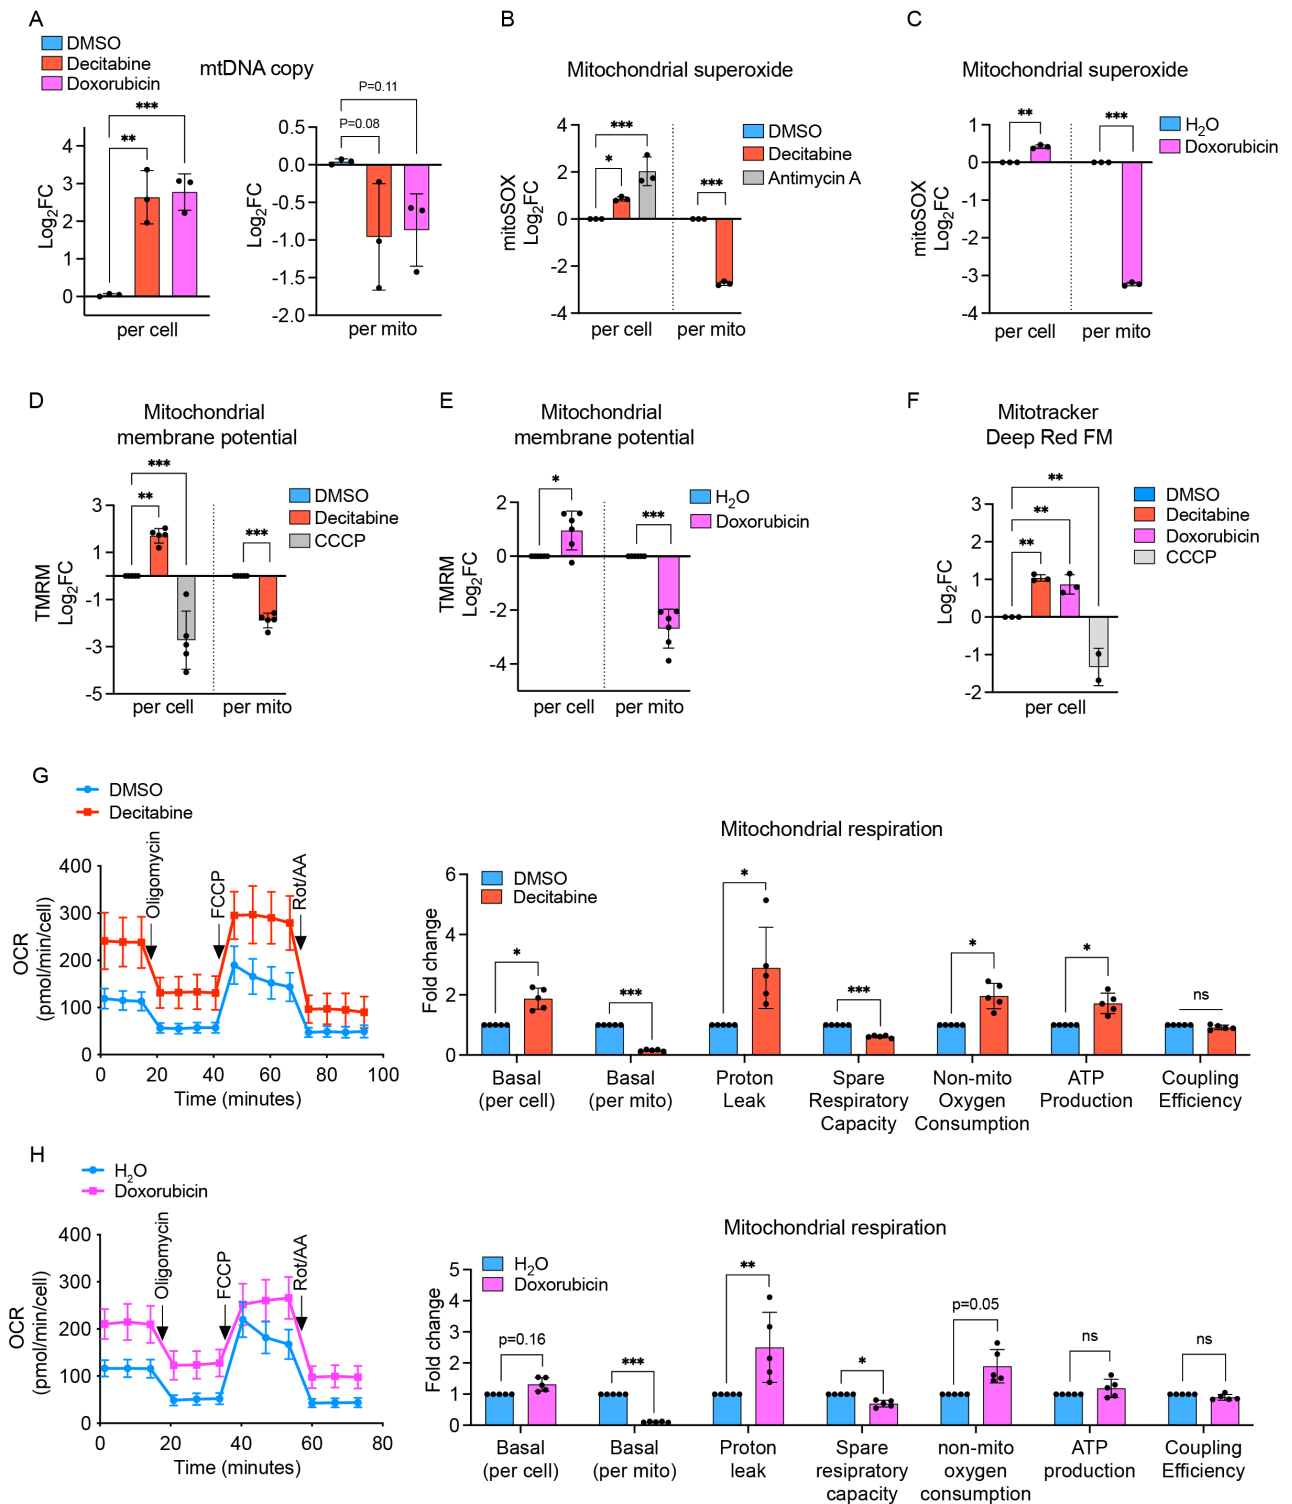 A
DMSO
Decitabine
Doxorubicin
mtDNA copy
Log2FC
4
3
2
1
0
**
***
per cell
Log2FC
0.5
0.0
-0.5
-1.0
-1.5
-2.0
P=0.08
P=0.11
per mito
B
Mitochondrial superoxide
DMSO
Decitabine
Antimycin A
mitoSOX
Log2FC
4
2
0
-2
-4
*
***
***
per cell
per mito
C
Mitochondrial superoxide
H2O
Doxorubicin
mitoSOX
Log2FC
1
0
-1
-2
-3
-4
**
***
per cell
per mito
D
Mitochondrial
membrane potential
DMSO
Decitabine
CCCP
TMRM
Log2FC
3
1
-1
-3
-5
***
**
***
per cell
per mito
E
Mitochondrial
membrane potential
H2O
Doxorubicin
TMRM
Log2FC
2
0
-2
-4
*
***
per cell
per mito
F
Mitotracker
Deep Red FM
DMSO
Decitabine
Doxorubicin
CCCP
Log2FC
3
2
1
0
-1
-2
**
**
**
per cell
G
DMSO
Decitabine
OCR
(pmol/min/cell)
400
300
200
100
0
Oligomycin
FCCP
Rot/AA
0 20 40 60 80 100
Time (minutes)
Mitochondrial respiration
DMSO
Decitabine
Fold change
6
4
2
0
*
***
*
***
*
*
ns
Basal
(per cell)
Basal
(per mito)
Proton
Leak
Spare
Respiratory
Capacity
Non-mito
Oxygen
Consumption
ATP
Production
Coupling
Efficiency
H
H2O
Doxorubicin
OCR
(pmol/min/cell)
400
300
200
100
0
Oligomycin
FCCP
Rot/AA
0 20 40 60 80
Time (minutes)
Mitochondrial respiration
H2O
Doxorubicin
Fold change
5
4
3
2
1
0
p=0.16
***
**
*
p=0.05
ns
ns
Basal
(per cell)
Basal
(per mito)
Proton
leak
Spare
resipratory
capacity
non-mito
oxygen
consumption
ATP
production
Coupling
Efficiency